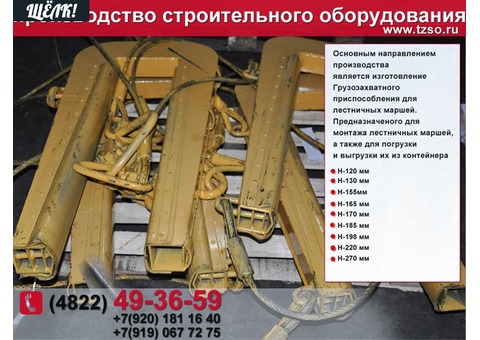 ЩЁЛК!
производство строительного оборудования
www.tzso.ru
Основным направлением
производства
является изготовление
Грузозахватного
приспособления для
лестничных маршей.
Предназначеного для
монтажа лестничных маршей,
а также для погрузки
и выгрузки их из контейнера
Н-120 мм
Н-130 мм
Н-155мм
Н-165 мм
Н-170 мм
Н-185 мм
Н-198 мм
Н-220 мм
Н-270 мм
(4822) 49-36-59
+7(920) 181 16 40
+7(919) 067 72 75